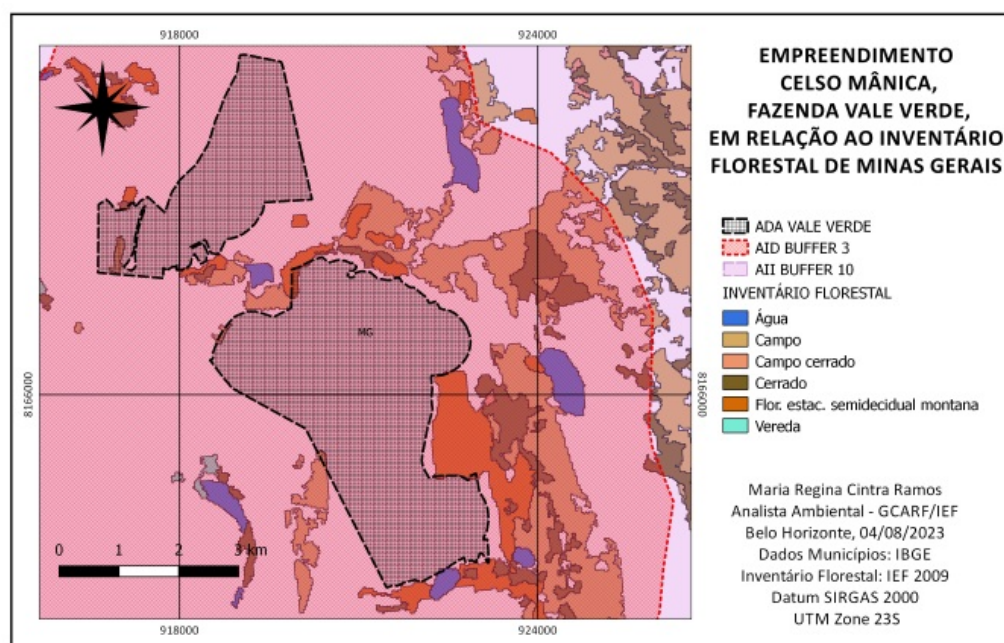 918000
924000
8166000
8166000
MG
0 1 2 3 km
918000
924000
EMPREENDIMENTO
CELSO MÂNICA,
FAZENDA VALE VERDE,
EM RELAÇÃO AO INVENTÁRIO
FLORESTAL DE MINAS GERAIS
ADA VALE VERDE
AID BUFFER 3
AII BUFFER 10
INVENTÁRIO FLORESTAL
Água
Campo
Campo cerrado
Cerrado
Flor. estac. semidecidual montana
Vereda
Maria Regina Cintra Ramos
Analista Ambiental - GCARF/IEF
Belo Horizonte, 04/08/2023
Dados Municípios: IBGE
Inventário Florestal: IEF 2009
Datum SIRGAS 2000
UTM Zone 23S